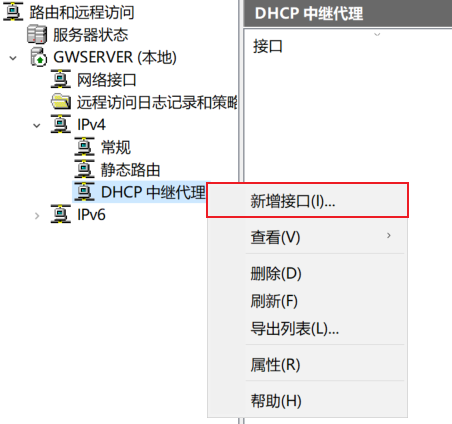 路由和远程访问
服务器状态
GWSERVER (本地)
网络接口
远程访问日志记录和策略
IPv4
常规
静态路由
DHCP 中继代理
IPv6
DHCP 中继代理
接口
新增接口(I)...
查看(V)
删除(D)
刷新(F)
导出列表(L)...
属性(R)
帮助(H)